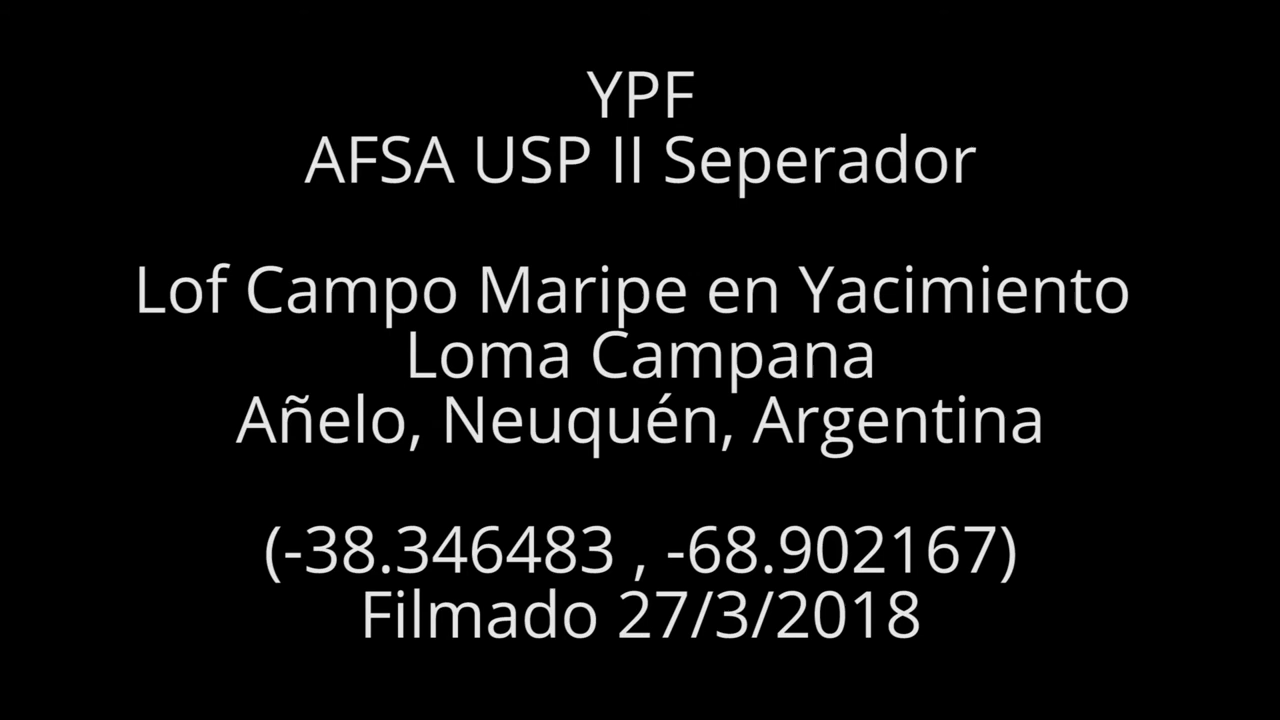 YPF
AFSA USP II Seperador
Lof Campo Maripe en Yacimiento
Loma Campana
Añelo, Neuquén, Argentina
(-38.346483 , -68.902167)
Filmado 27/3/2018